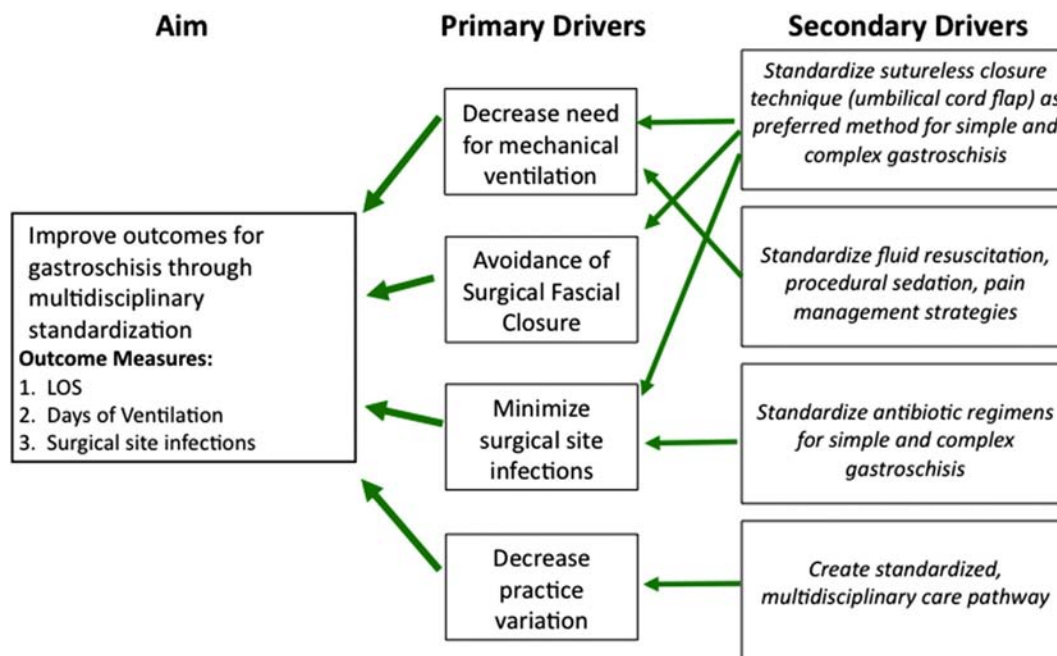 Aim
Primary Drivers
Secondary Drivers
Improve outcomes for
gastroschisis through
multidisciplinary
standardization
Outcome Measures:
1. LOS
2. Days of Ventilation
3. Surgical site infections
Decrease need
for mechanical
ventilation
Avoidance of
Surgical Fascial
Closure
Minimize
surgical site
infections
Decrease
practice
variation
Standardize sutureless closure
technique (umbilical cord flap) as
preferred method for simple and
complex gastroschisis
Standardize fluid resuscitation,
procedural sedation, pain
management strategies
Standardize antibiotic regimens
for simple and complex
gastroschisis
Create standardized,
multidisciplinary care pathway